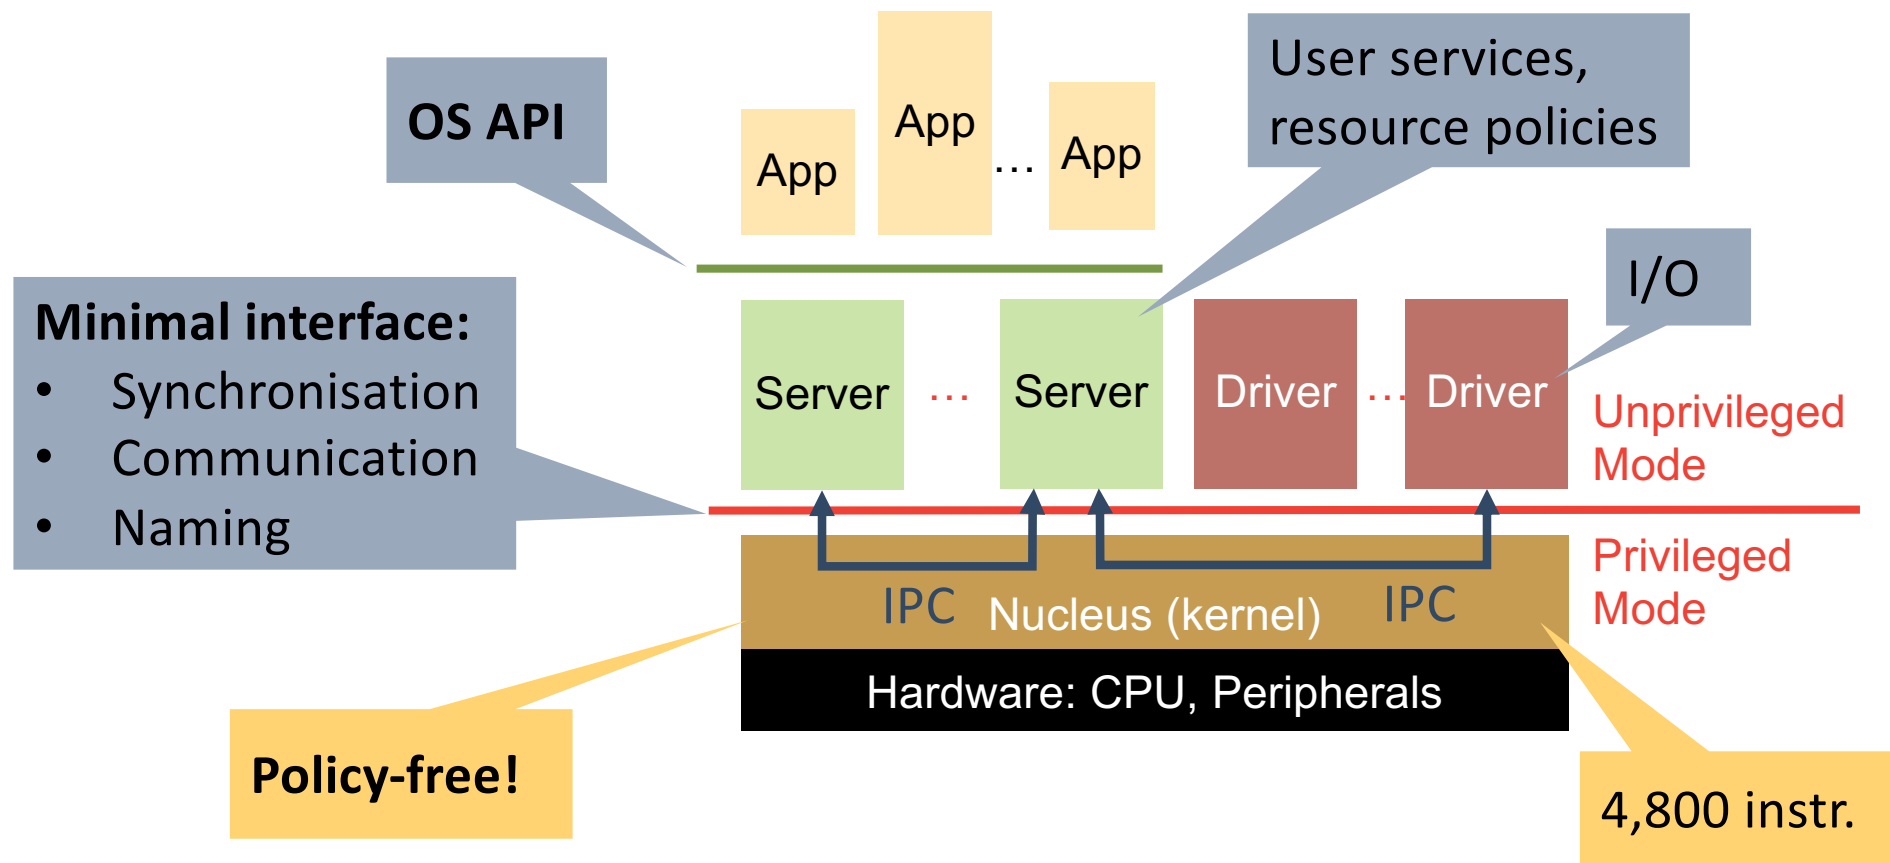 OS API
App
App
...
App
User services,
resource policies
I/O
Minimal interface:
• Synchronisation
• Communication
• Naming
Server
...
Server
Driver
...
Driver
Unprivileged
Mode
Privileged
Mode
IPC
Nucleus (kernel)
IPC
Hardware: CPU, Peripherals
Policy-free!
4,800 instr.